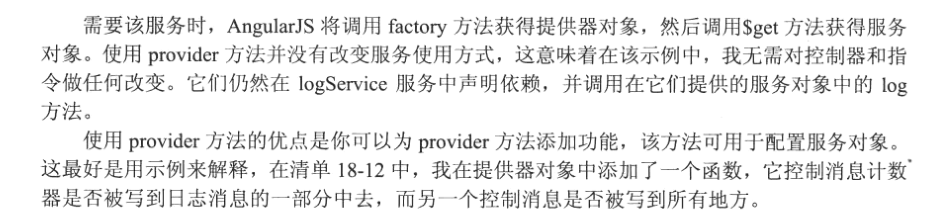 需要该服务时，AngularJS 将调用 factory 方法获得提供器对象，然后调用$get 方法获得服务
对象。使用 provider 方法并没有改变服务使用方式，这意味着在该示例中，我无需对控制器和指
令做任何改变。它们仍然在 logService 服务中声明依赖，并调用在它们提供的服务对象中的 log
方法。
使用 provider 方法的优点是你可以为 provider 方法添加功能，该方法可用于配置服务对象。
这最好是用示例来解释，在清单 18-12 中，我在提供器对象中添加了一个函数，它控制消息计数
器是否被写到日志消息的一部分中去，而另一个控制消息是否被写到所有地方。